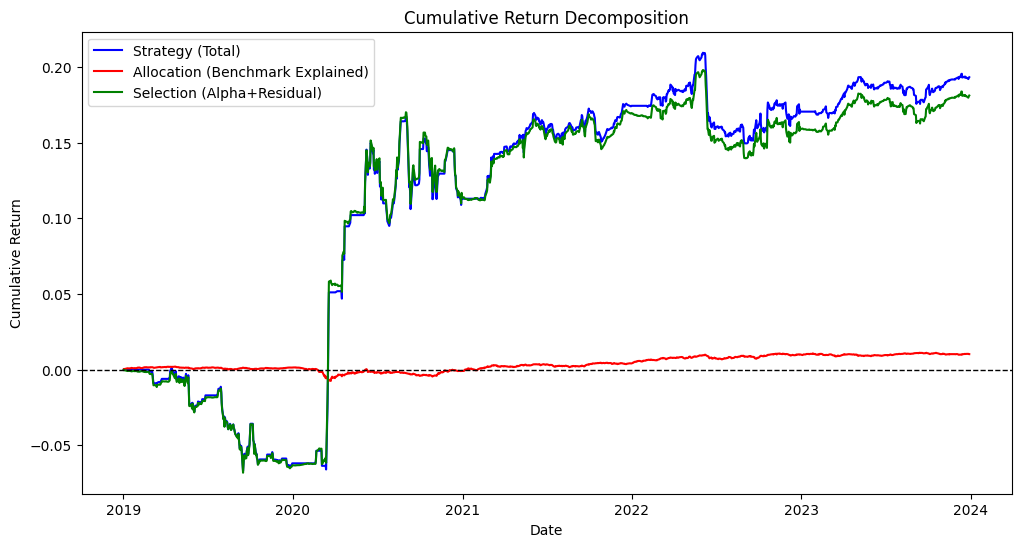 Cumulative Return Decomposition
Strategy (Total)
Allocation (Benchmark Explained)
Selection (Alpha+Residual)
Cumulative Return
0.20
0.15
0.10
0.05
0.00
−0.05
2019
2020
2021
2022
2023
2024
Date